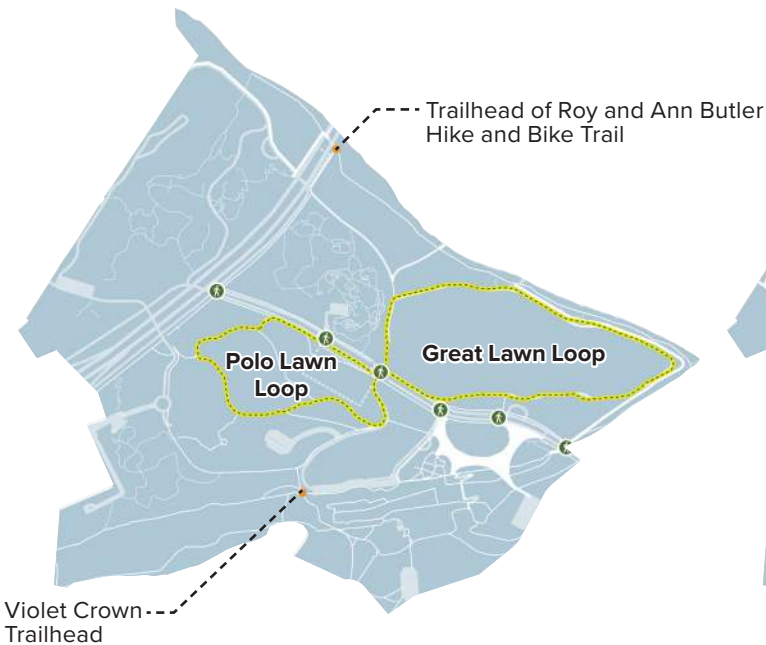 Trailhead of Roy and Ann Butler
Hike and Bike Trail
Great Lawn Loop
Polo Lawn
Loop
Violet Crown
Trailhead